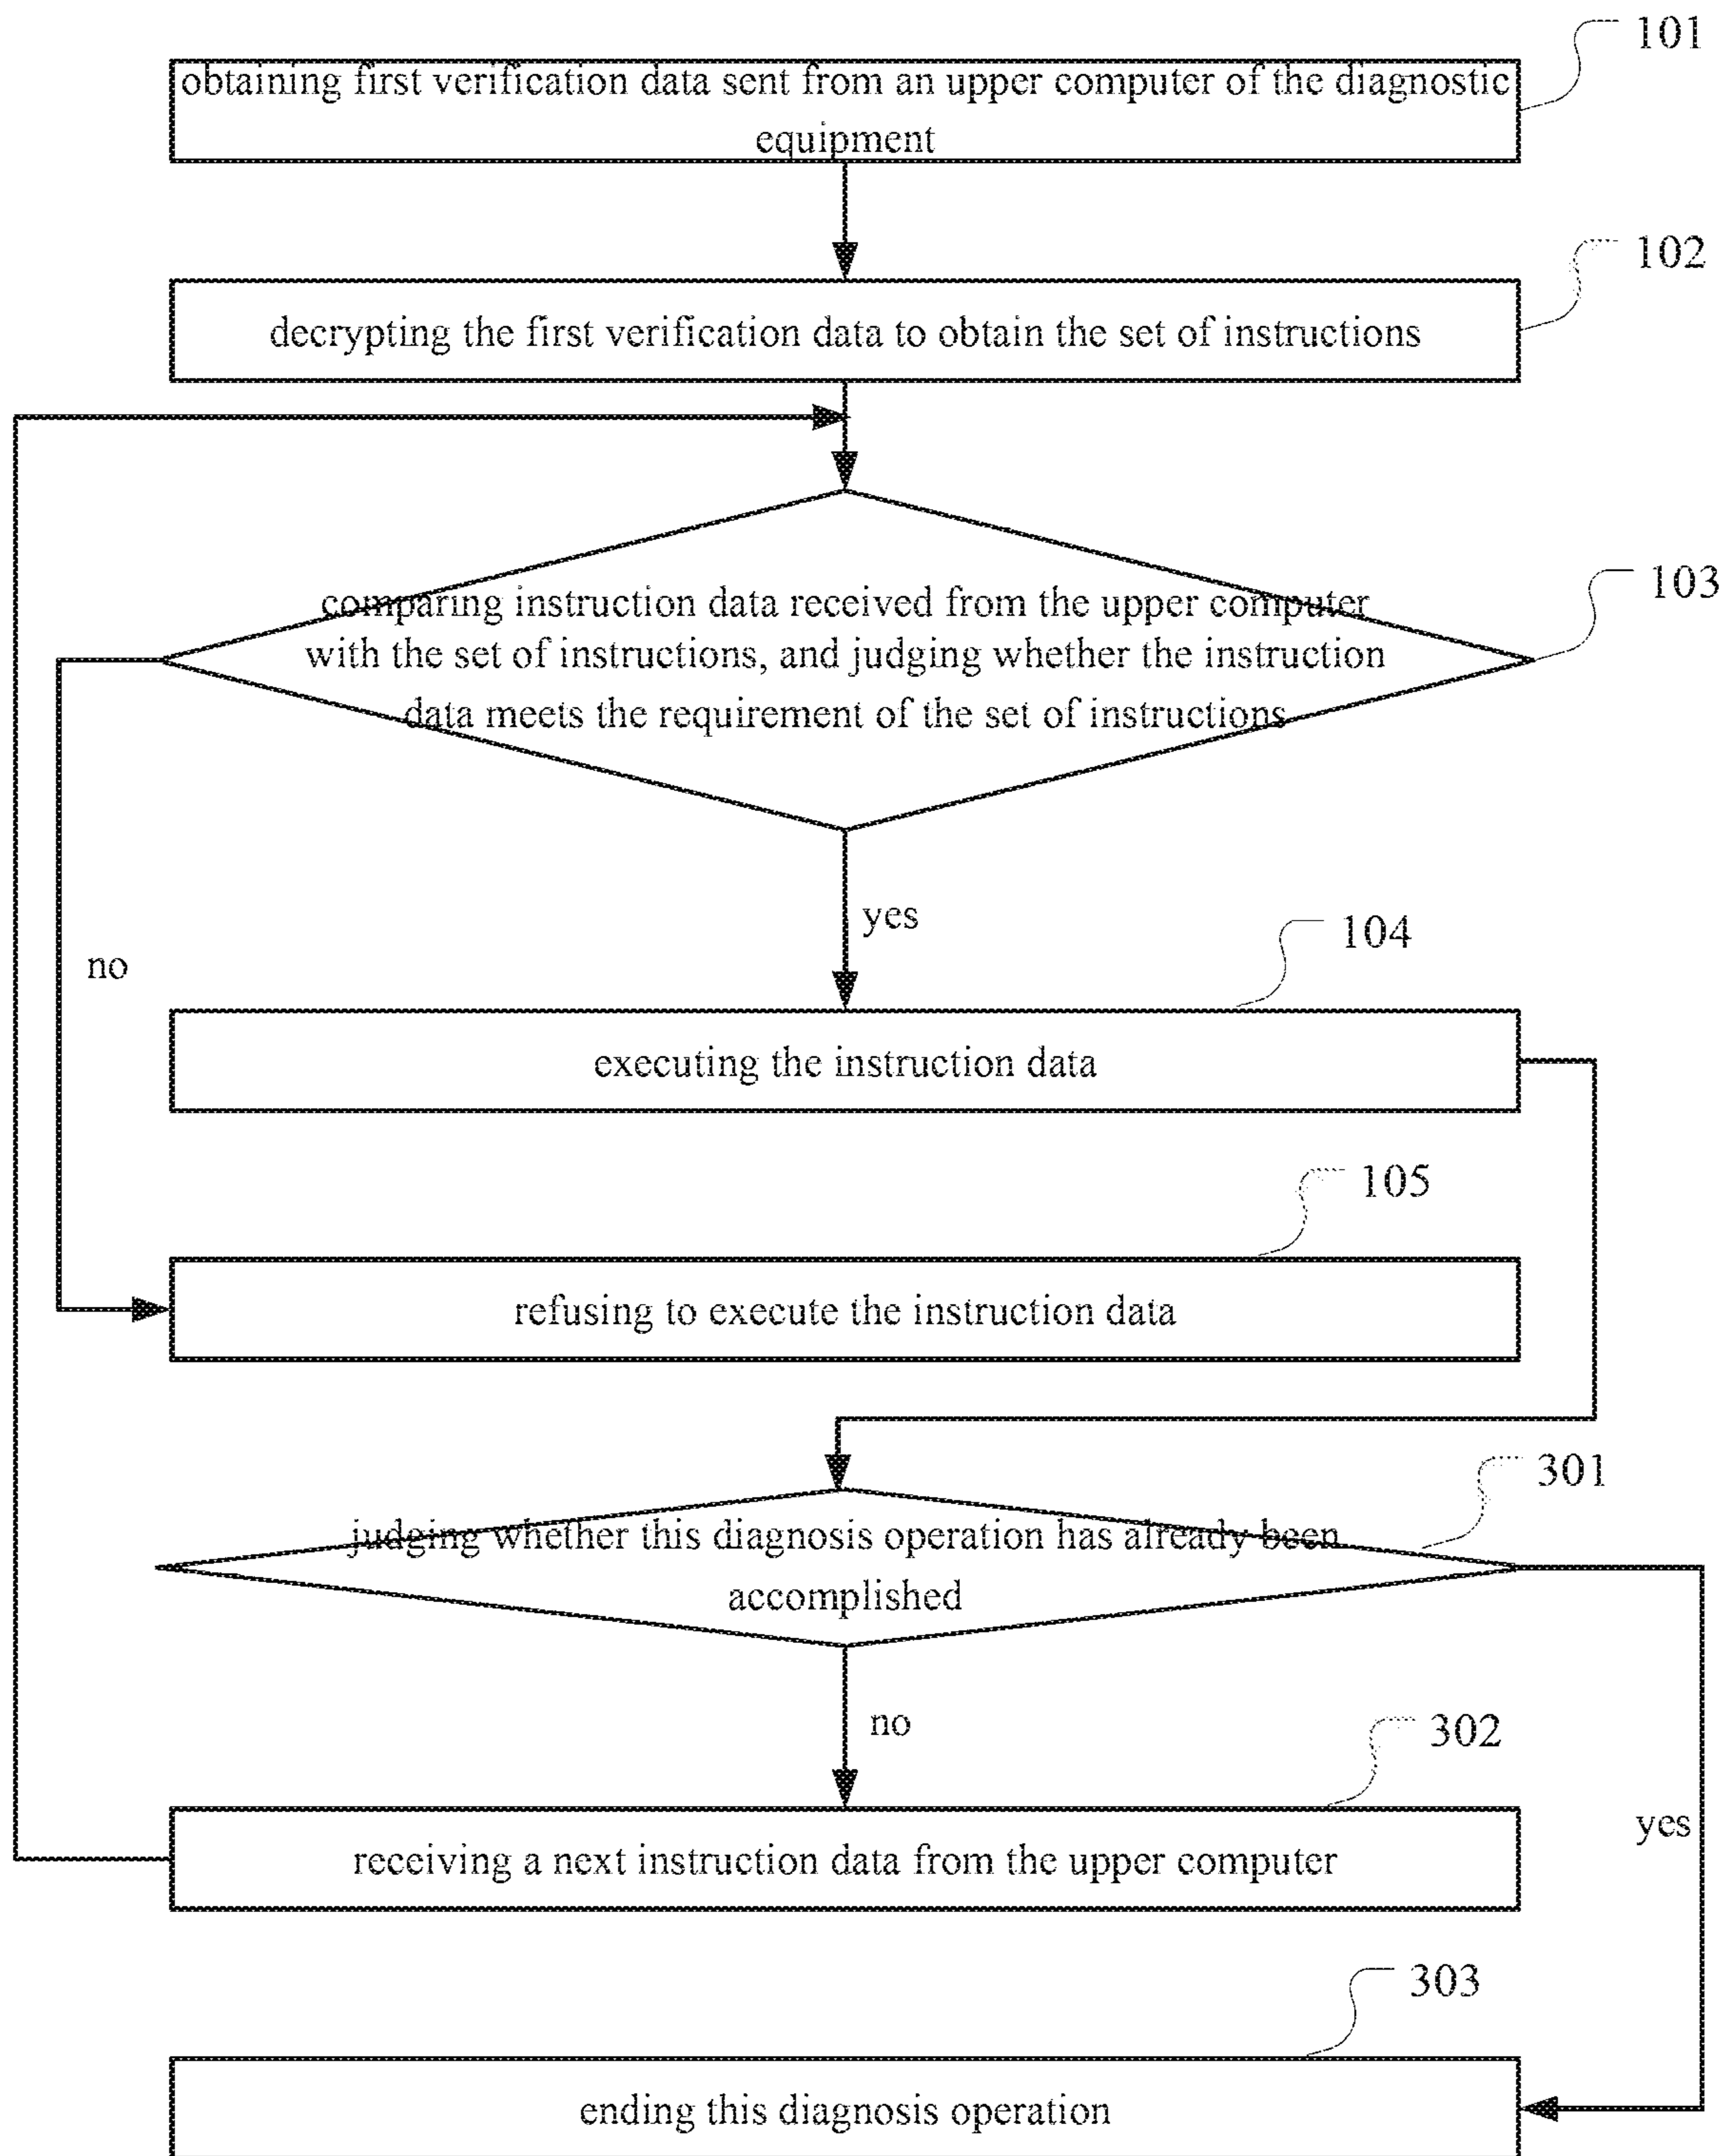 101
obtaining first verification data sent from an upper computer of the diagnostic
equipment
102
decrypting the first verification data to obtain the set of instructions
103
comparing instruction data received from the upper computer
with the set of instructions, and judging whether the instruction
data meets the requirement of the set of instructions
yes
no
104
executing the instruction data
105
refusing to execute the instruction data
301
judging whether this diagnosis operation has already been
accomplished
no
302
yes
receiving a next instruction data from the upper computer
303
ending this diagnosis operation